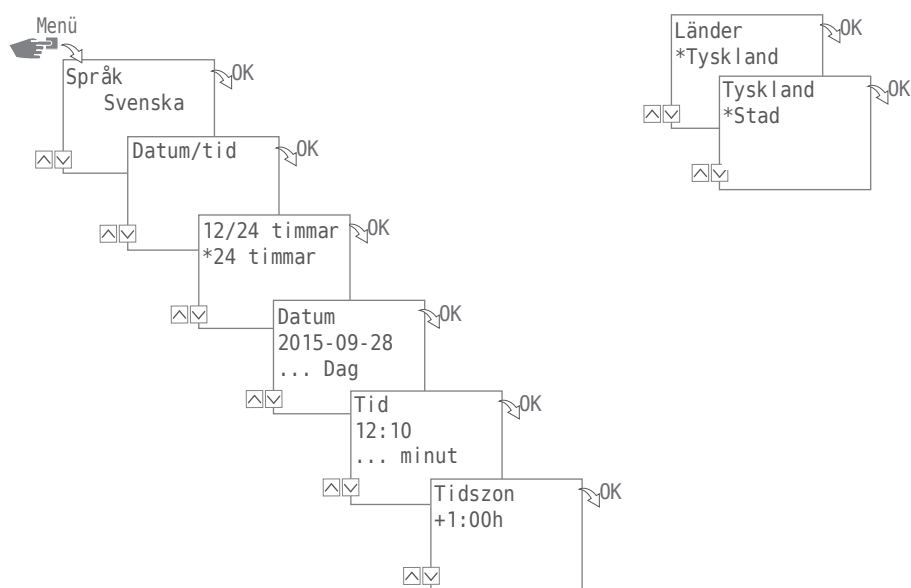 Menü
Språk
Svenska
OK
Datum/tid
OK
12/24 timmar
*24 timmar
OK
Datum
2015-09-28
... Dag
OK
Tid
12:10
... minut
OK
Tidszon
+1:00h
OK
Länder
*Tyskland
OK
Tyskland
*Stad
OK